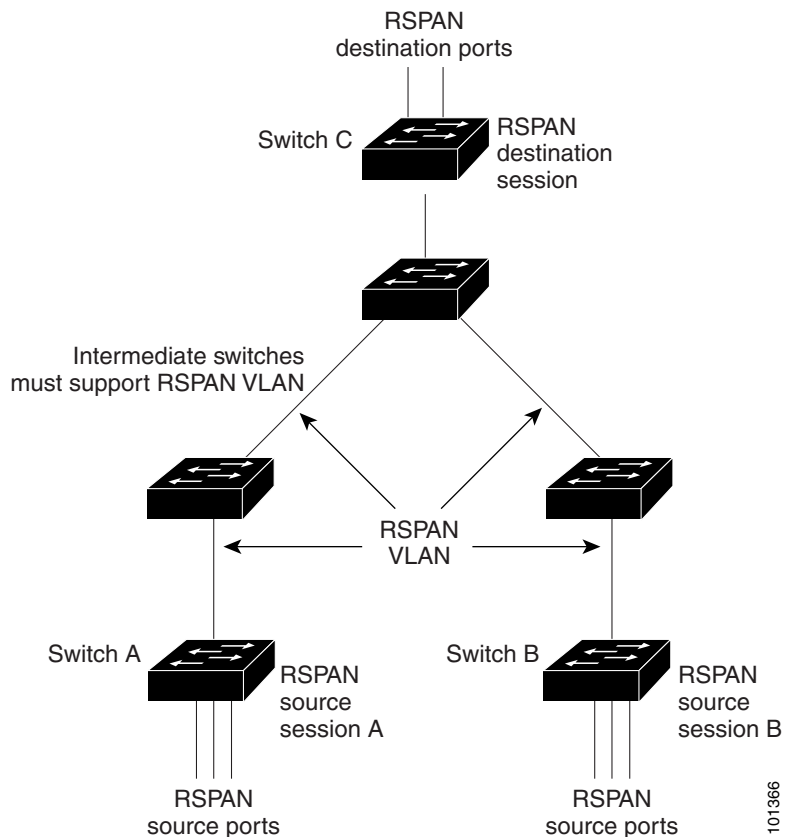 RSPAN
destination ports
Switch C
RSPAN
destination
session
Intermediate switches
must support RSPAN VLAN
RSPAN
VLAN
Switch A
RSPAN
source
session A
Switch B
RSPAN
source
session B
RSPAN
source ports
RSPAN
source ports
101366